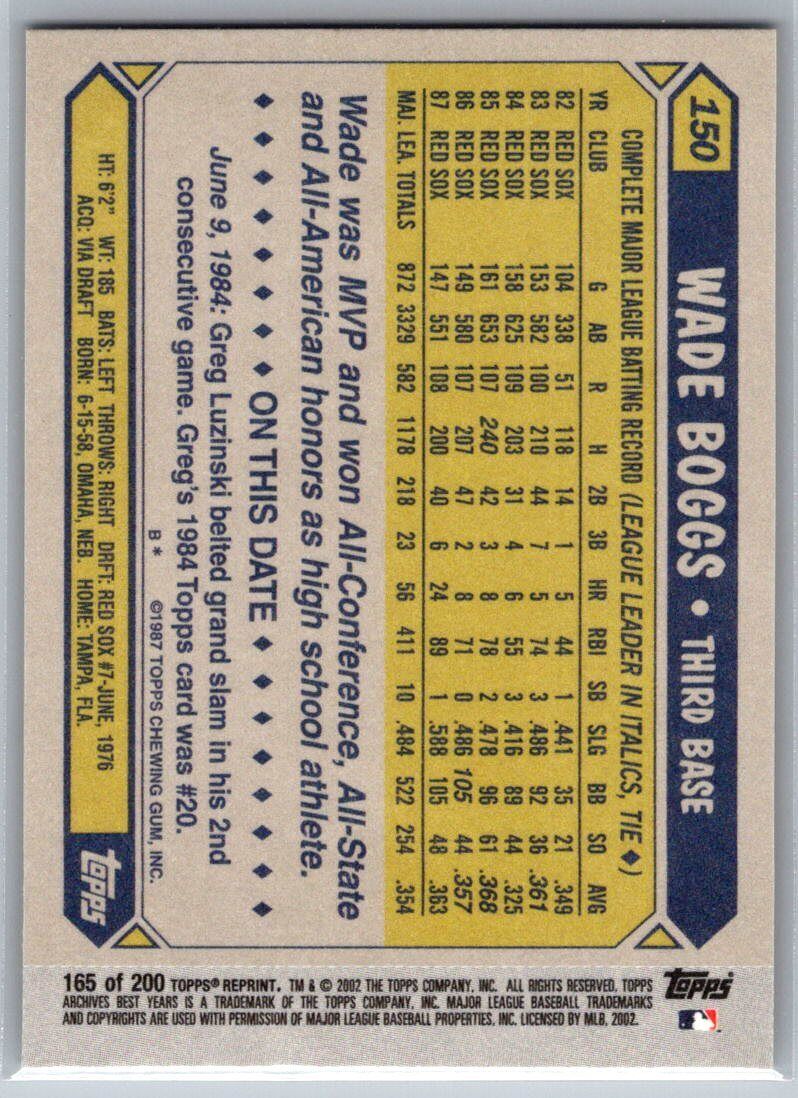 150 WADE BOGGS • THIRD BASE
COMPLETE MAJOR LEAGUE BATTING RECORD (LEAGUE LEADER IN ITALICS, TIE ♦)
YR CLUB G AB R H 2B 3B HR RBI SB SLG BB SO AVG
82 RED SOX 104 338 51 118 14 1 5 44 1 .441 35 21 .349
83 RED SOX 153 582 100 210 44 7 5 74 3 .486 92 36 .361
84 RED SOX 158 625 109 203 31 4 6 55 3 .416 89 44 .325
85 RED SOX 161 653 107 240 42 3 8 78 2 .478 96 61 .368
86 RED SOX 149 580 107 207 47 2 8 71 0 .486 105 44 .357
87 RED SOX 147 551 108 200 40 6 24 89 1 .588 105 48 .363
MAJ. LEA. TOTALS 872 3329 582 1178 218 23 56 411 10 .484 522 254 .354
Wade was MVP and won All-Conference, All-State
and All-American honors as high school athlete.
♦ ♦ ♦ ♦ ♦ ♦ ♦ ♦ ON THIS DATE ♦ ♦ ♦ ♦ ♦ ♦ ♦ ♦
June 9, 1984: Greg Luzinski belted grand slam in his 2nd
consecutive game. Greg's 1984 Topps card was #20.
B* ©1987 TOPPS CHEWING GUM, INC.
HT: 6'2" WT: 185 BATS: LEFT THROWS: RIGHT DRFT: RED SOX #7-JUNE, 1976
ACQ: VIA DRAFT BORN: 6-15-58, OMAHA, NEB. HOME: TAMPA, FLA.
TOPPS
165 of 200 TOPPS® REPRINT. TM & © 2002 THE TOPPS COMPANY, INC. ALL RIGHTS RESERVED. TOPPS
ARCHIVES BEST YEARS IS A TRADEMARK OF THE TOPPS COMPANY, INC. MAJOR LEAGUE BASEBALL TRADEMARKS
AND COPYRIGHTS ARE USED WITH PERMISSION OF MAJOR LEAGUE BASEBALL PROPERTIES, INC. LICENSED BY MLB, 2002.
topps